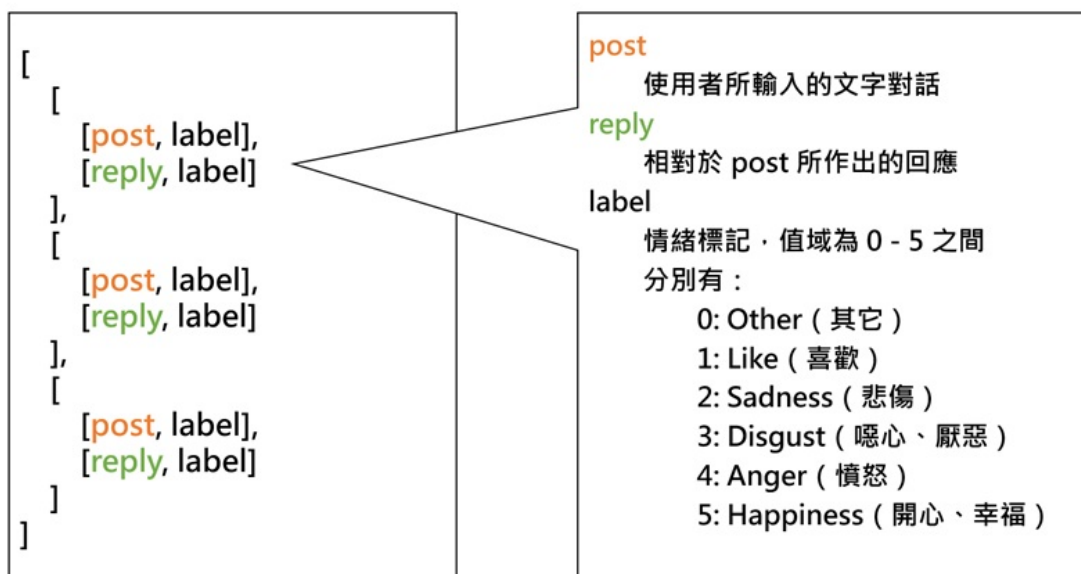 [
[
[post, label],
[reply, label]
],
[
[post, label],
[reply, label]
],
[
[post, label],
[reply, label]
]
]
post
使用者所輸入的文字對話
reply
相對於 post 所作出的回應
label
情緒標記，值域為 0 - 5 之間
分別有：
0: Other（其它）
1: Like（喜歡）
2: Sadness（悲傷）
3: Disgust（噁心、厭惡）
4: Anger（憤怒）
5: Happiness（開心、幸福）